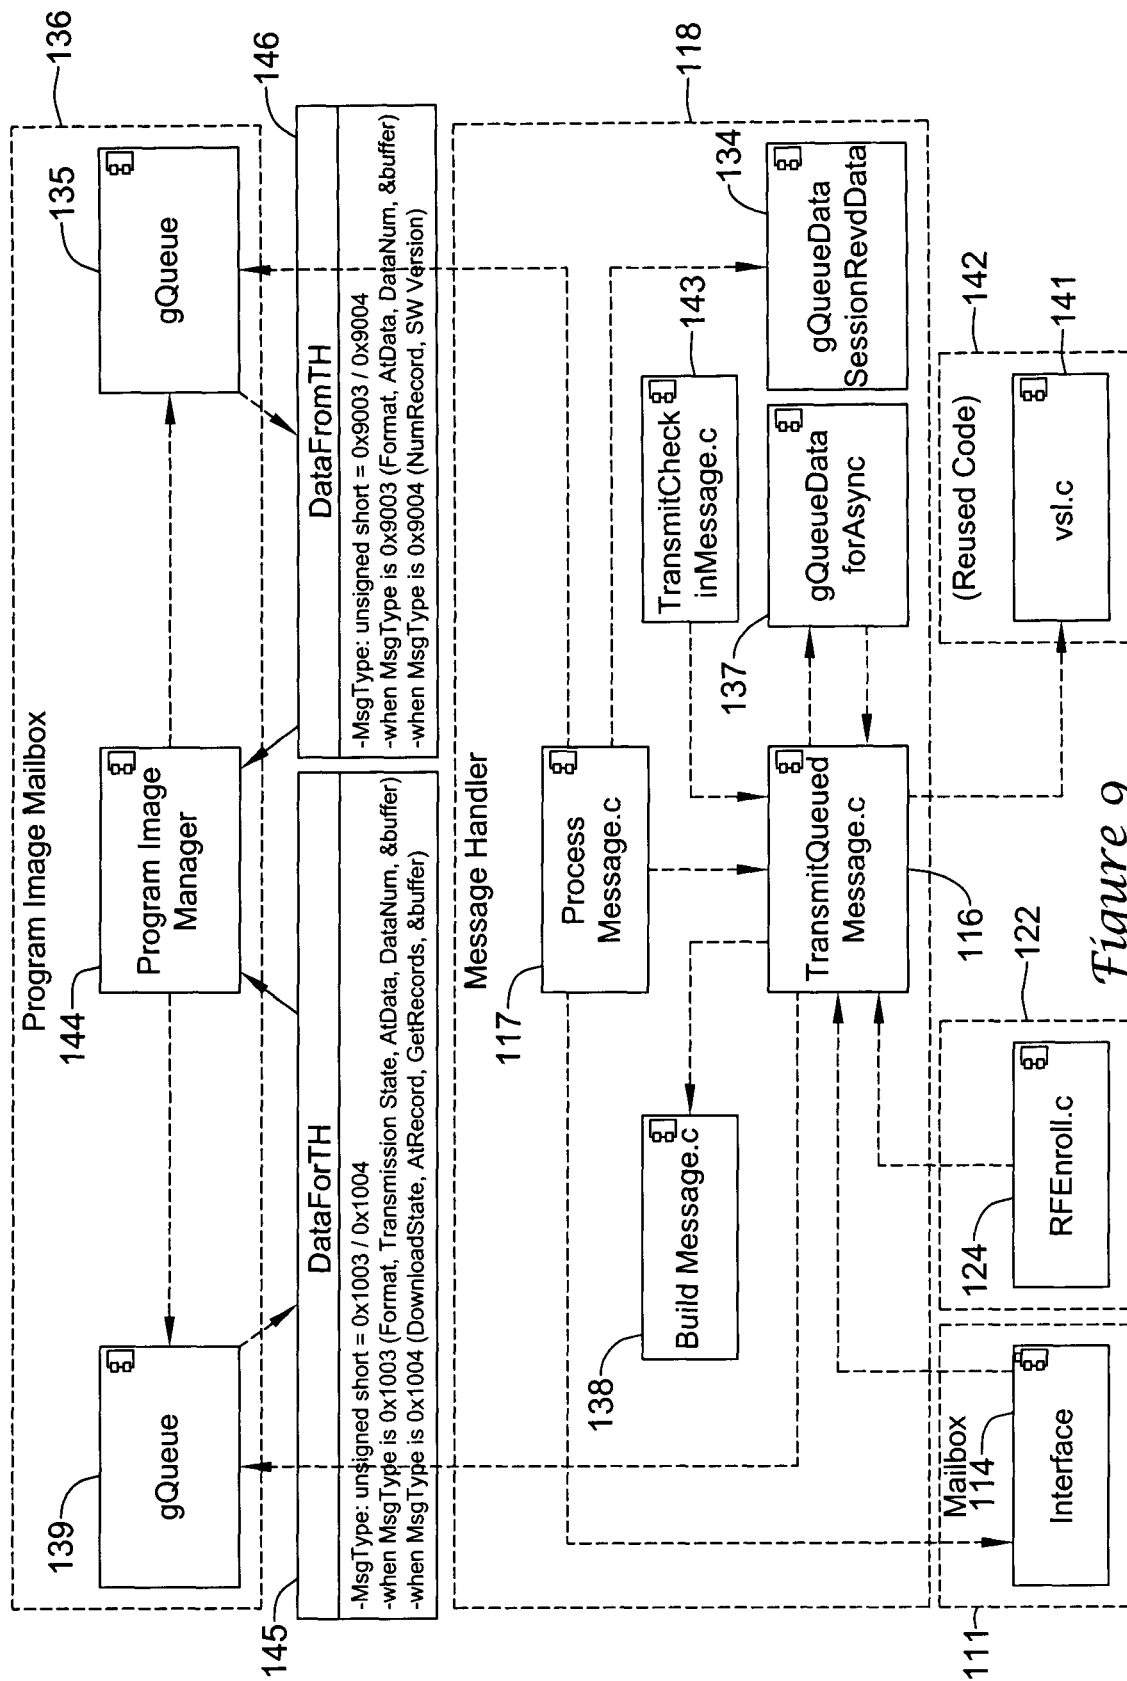 Program Image Mailbox
136
139
gQueue
144
Program Image
Manager
135
gQueue
145
DataForTH
-MsgType: unsigned short = 0x1003 / 0x1004
-when MsgType is 0x1003 (Format, Transmission State, AtData, DataNum, &buffer)
-when MsgType is 0x1004 (DownloadState, AtRecord, GetRecords, &buffer)
146
DataFromTH
-MsgType: unsigned short = 0x9003 / 0x9004
-when MsgType is 0x9003 (Format, AtData, DataNum, &buffer)
-when MsgType is 0x9004 (NumRecord, SW Version)
Message Handler
118
117
Process
Message.c
138
Build Message.c
TransmitCheck
inMessage.c
143
134
TransmitQueued
Message.c
116
137
gQueueData
forAsync
gQueueData
SessionRevdData
111
Mailbox
114
Interface
122
124
RFEnroll.c
(Reused Code)
142
vsl.c
141
Figure 9